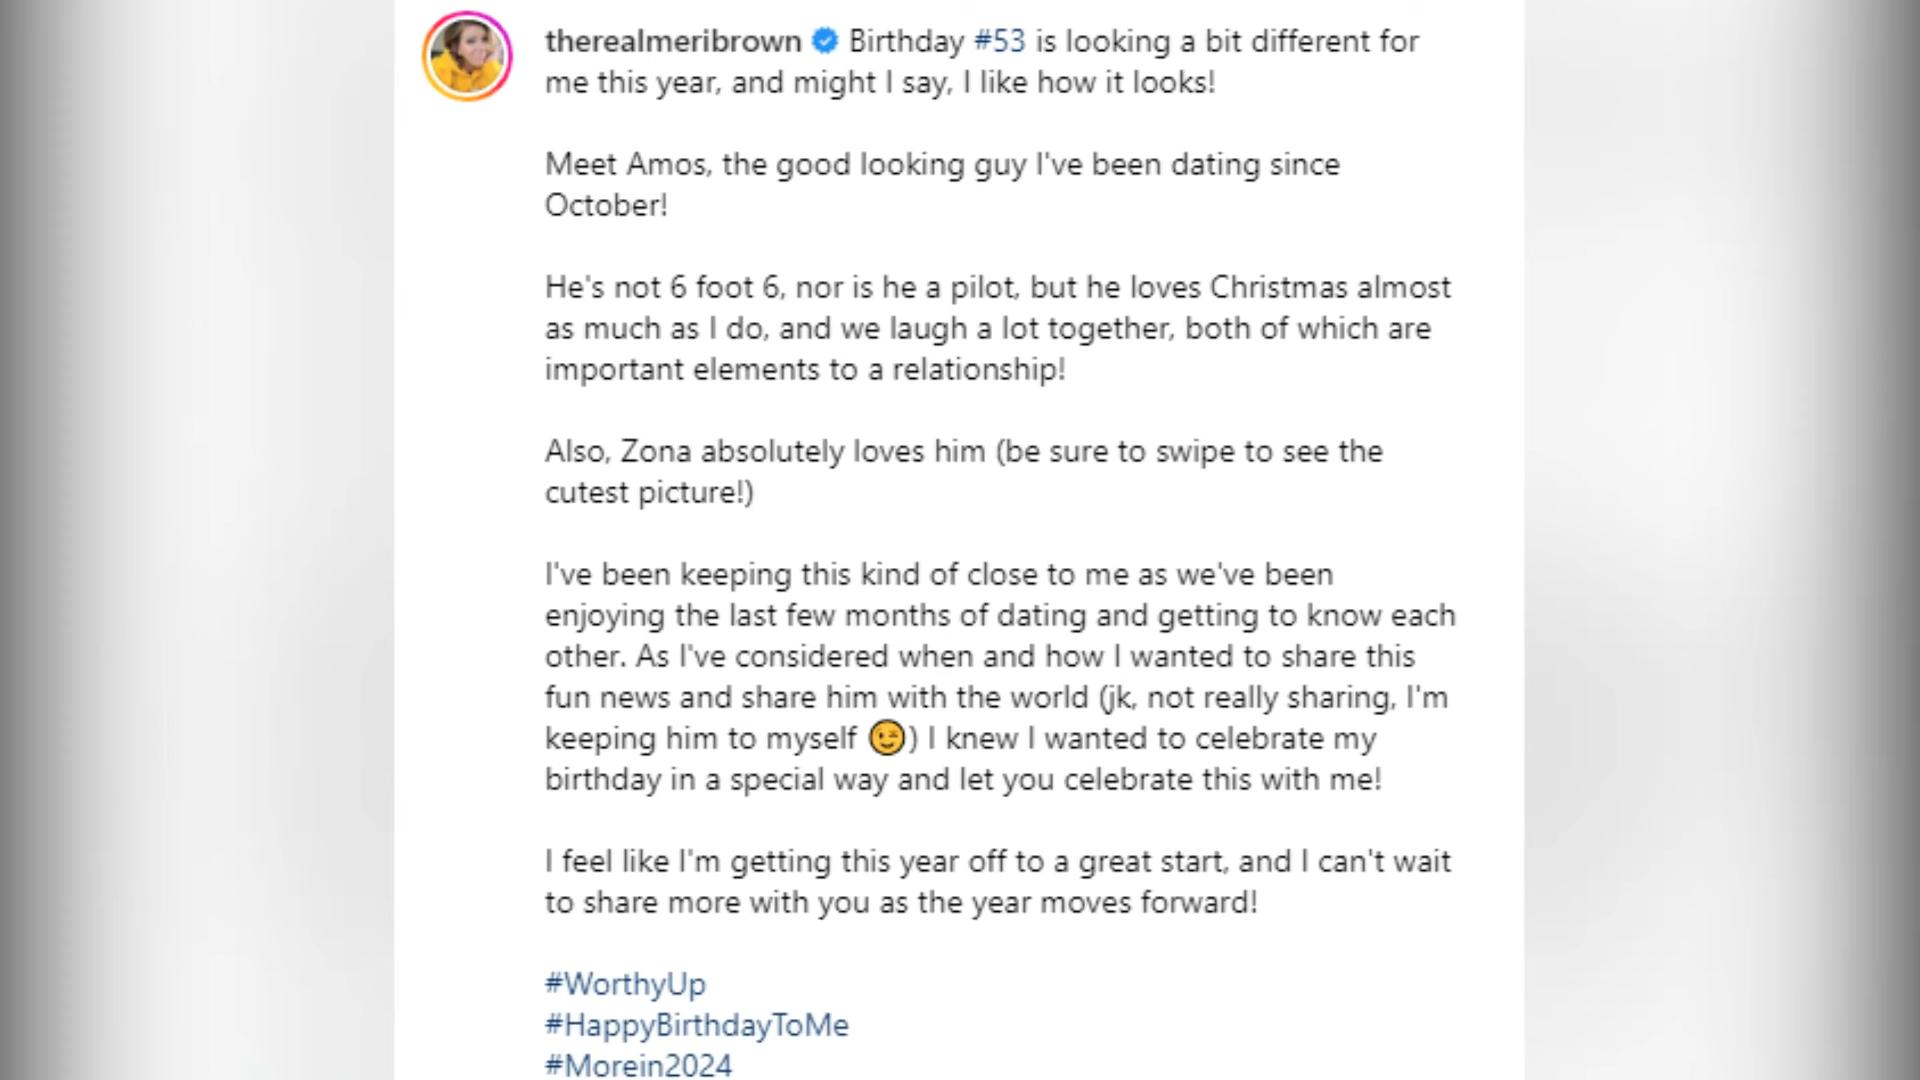 therealmeribrown Birthday #53 is looking a bit different for
me this year, and might I say, I like how it looks!
Meet Amos, the good looking guy I've been dating since
October!
He's not 6 foot 6, nor is he a pilot, but he loves Christmas almost
as much as I do, and we laugh a lot together, both of which are
important elements to a relationship!
Also, Zona absolutely loves him (be sure to swipe to see the
cutest picture!)
I've been keeping this kind of close to me as we've been
enjoying the last few months of dating and getting to know each
other. As I've considered when and how I wanted to share this
fun news and share him with the world (jk, not really sharing, I'm
keeping him to myself 😉) I knew I wanted to celebrate my
birthday in a special way and let you celebrate this with me!
I feel like I'm getting this year off to a great start, and I can't wait
to share more with you as the year moves forward!
#WorthyUp
#HappyBirthdayToMe
#Morein2024